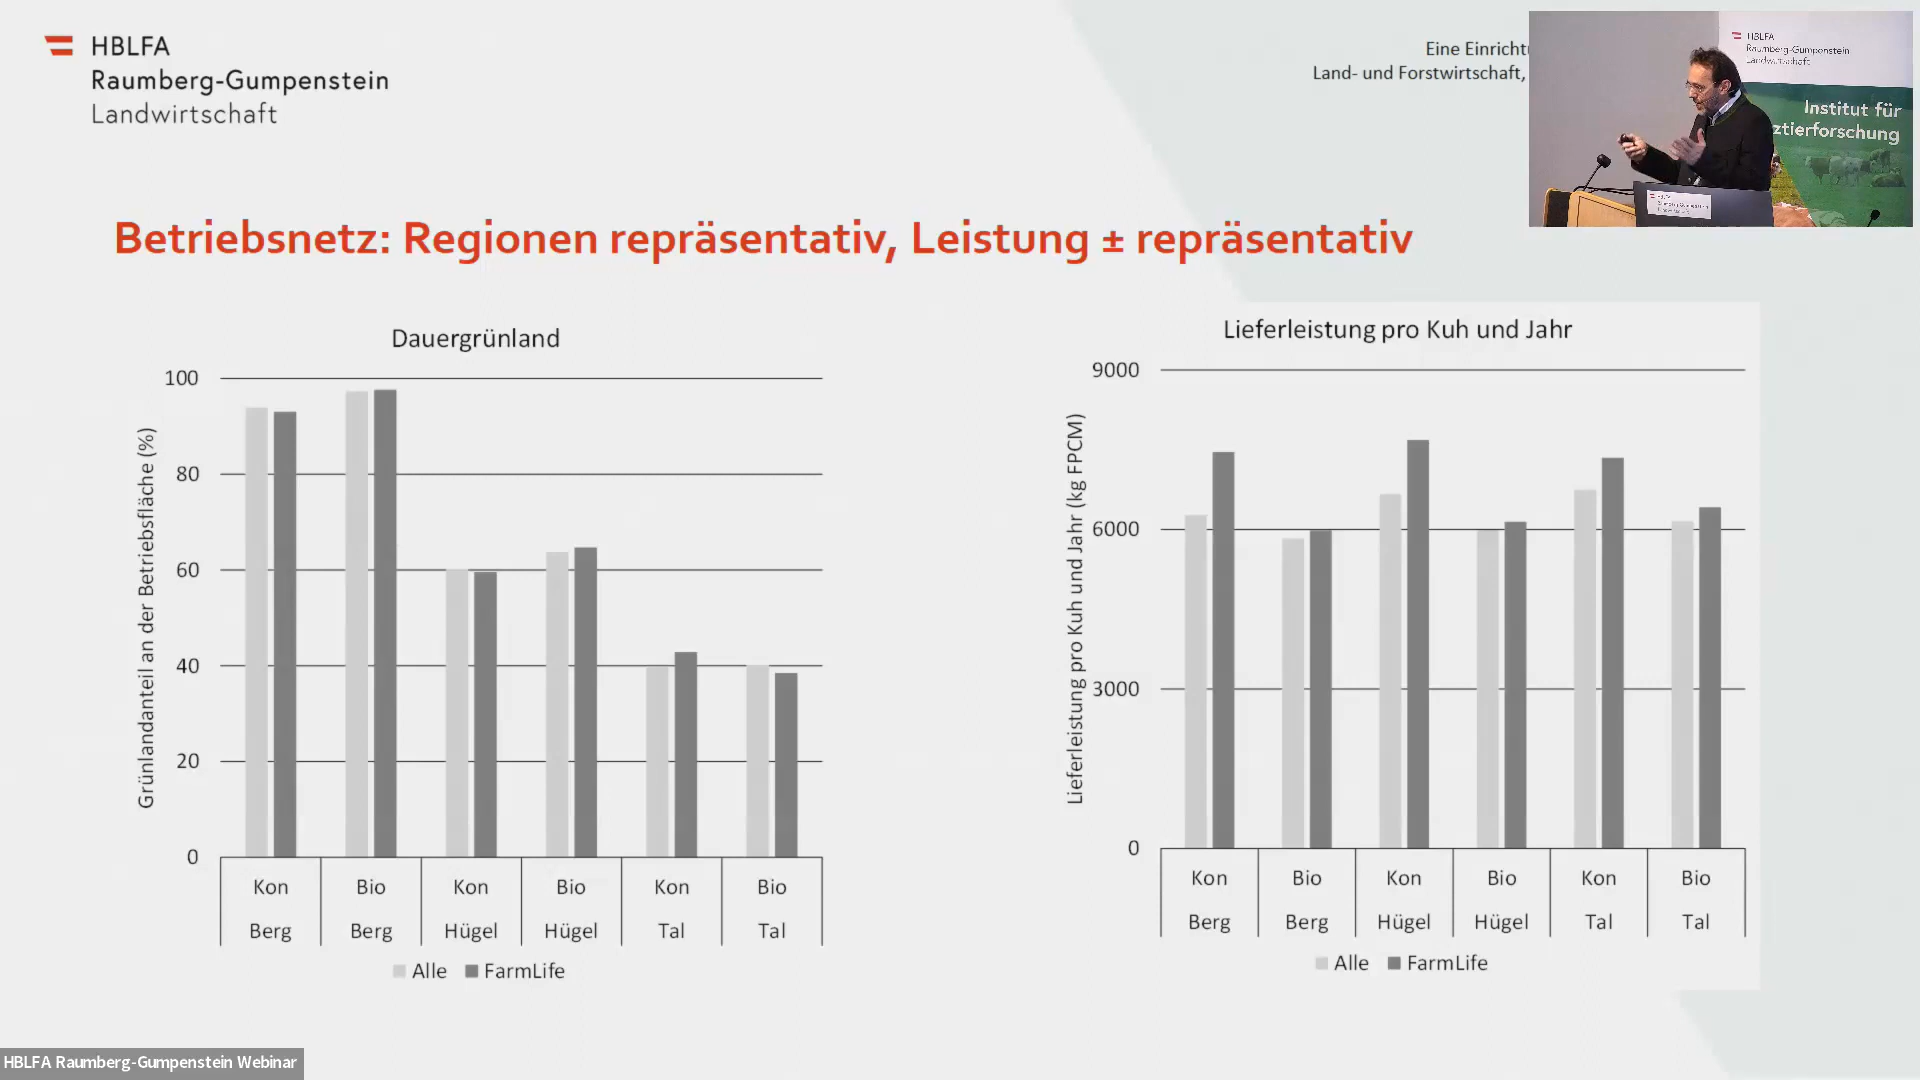 HBLFA
Raumberg-Gumpenstein
Landwirtschaft
Eine Einricht
Land- und Forstwirtschaft,
HBLFA
Raumberg-Gumpenstein
Landwirtschaft
Institut für
ztierforschung
Betriebsnetz: Regionen repräsentativ, Leistung ± repräsentativ
Dauergrünland
Grünlandanteil an der Betriebsfläche (%)
100
80
60
40
20
0
Kon Bio Kon Bio Kon Bio
Berg Berg Hügel Hügel Tal Tal
Alle FarmLife
Lieferleistung pro Kuh und Jahr
Lieferleistung pro Kuh und Jahr (kg FPCM)
9000
6000
3000
0
Kon Bio Kon Bio Kon Bio
Berg Berg Hügel Hügel Tal Tal
Alle FarmLife
HBLFA Raumberg-Gumpenstein Webinar